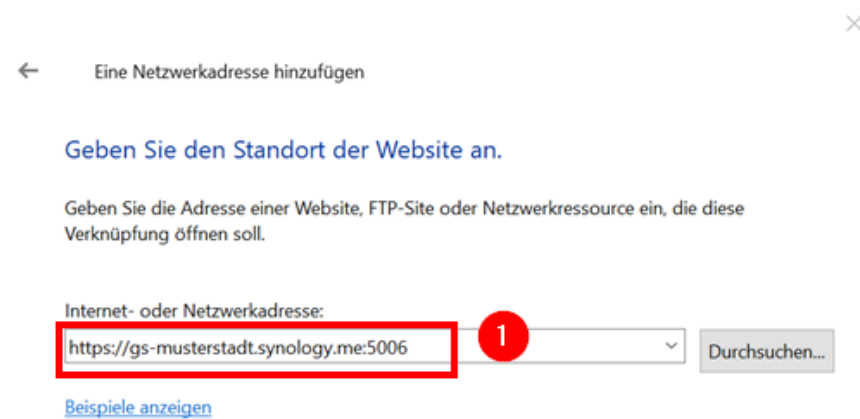 Eine Netzwerkadresse hinzufügen
Geben Sie den Standort der Website an.
Geben Sie die Adresse einer Website, FTP-Site oder Netzwerkressource ein, die diese
Verknüpfung öffnen soll.
Internet- oder Netzwerkadresse:
https://gs-musterstadt.synology.me:5006
1
Durchsuchen...
Beispiele anzeigen